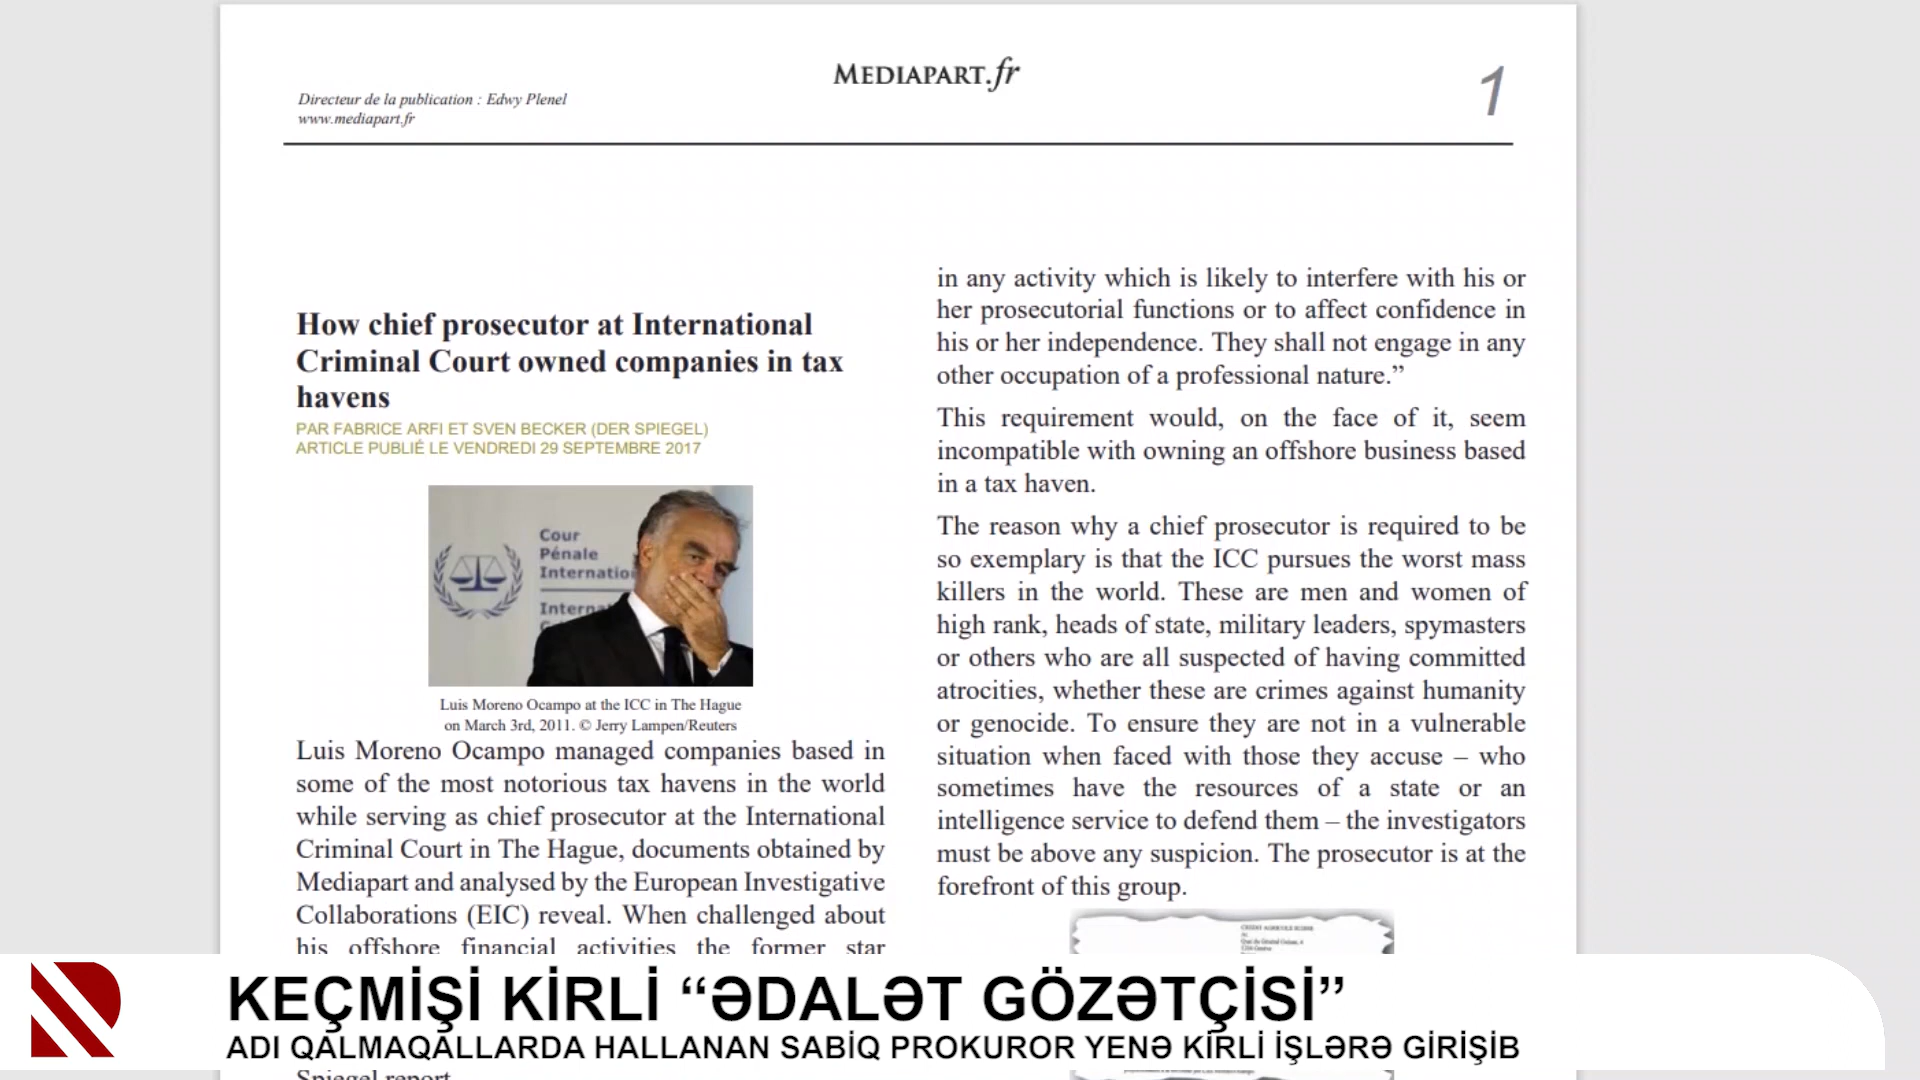 MEDIAPART.fr
1
Directeur de la publication : Edwy Plenel
www.mediapart.fr
How chief prosecutor at International
Criminal Court owned companies in tax
havens
PAR FABRICE ARFI ET SVEN BECKER (DER SPIEGEL)
ARTICLE PUBLIÉ LE VENDREDI 29 SEPTEMBRE 2017
Cour
Pénale
Internatio
Interna
Luis Moreno Ocampo at the ICC in The Hague
on March 3rd, 2011. © Jerry Lampen/Reuters
Luis Moreno Ocampo managed companies based in
some of the most notorious tax havens in the world
while serving as chief prosecutor at the International
Criminal Court in The Hague, documents obtained by
Mediapart and analysed by the European Investigative
Collaborations (EIC) reveal. When challenged about
his offshore financial activities the former star
Spiegel report
in any activity which is likely to interfere with his or
her prosecutorial functions or to affect confidence in
his or her independence. They shall not engage in any
other occupation of a professional nature.”
This requirement would, on the face of it, seem
incompatible with owning an offshore business based
in a tax haven.
The reason why a chief prosecutor is required to be
so exemplary is that the ICC pursues the worst mass
killers in the world. These are men and women of
high rank, heads of state, military leaders, spymasters
or others who are all suspected of having committed
atrocities, whether these are crimes against humanity
or genocide. To ensure they are not in a vulnerable
situation when faced with those they accuse – who
sometimes have the resources of a state or an
intelligence service to defend them – the investigators
must be above any suspicion. The prosecutor is at the
forefront of this group.
KEÇMİŞİ KİRLİ “ƏDALƏT GÖZƏTÇİSİ”
ADI QALMAQALLARDA HALLANAN SABİQ PROKUROR YENƏ KİRLİ İŞLƏRƏ GİRİŞİB